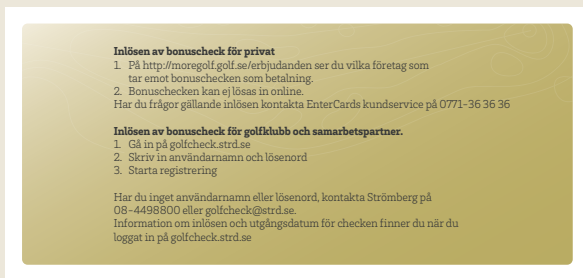 Inlösen av bonuscheck för privat
1. På http://moregolf.golf.se/erbjudanden ser du vilka företag som
tar emot bonuschecken som betalning.
2. Bonuschecken kan ej lösas in online.
Har du frågor gällande inlösen kontakta EnterCards kundservice på 0771-36 36 36
Inlösen av bonuscheck för golfklubb och samarbetspartner.
1. Gå in på golfcheck.strd.se
2. Skriv in användarnamn och lösenord
3. Starta registrering
Har du inget användarnamn eller lösenord, kontakta Strömberg på
08-4498800 eller golfcheck@strd.se.
Information om inlösen och utgångsdatum för checken finner du när du
loggat in på golfcheck.strd.se